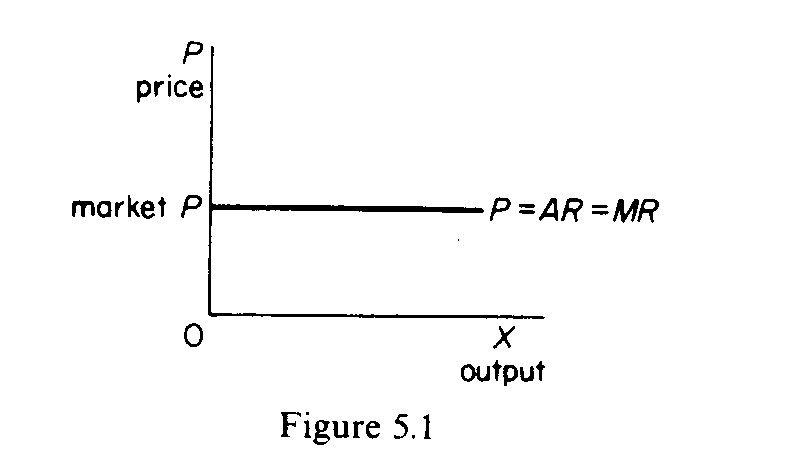 P
price
market P
P = AR = MR
O
X
output
Figure 5.1